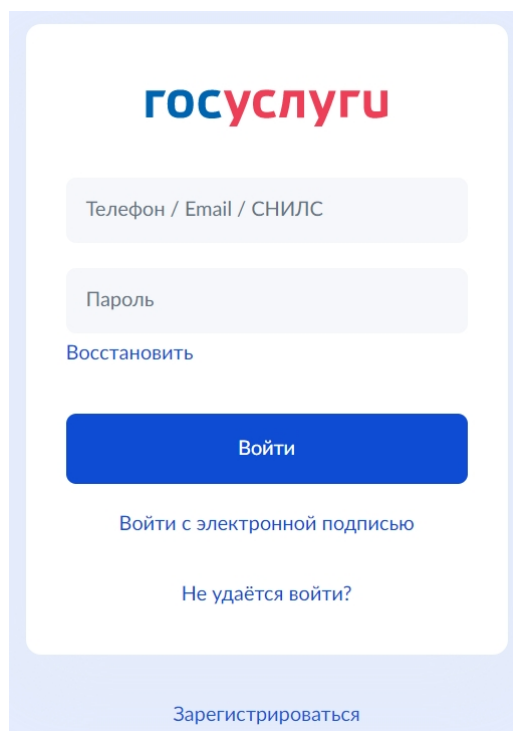 госуслуги
Телефон / Email / СНИЛС
Пароль
Восстановить
Войти
Войти с электронной подписью
Не удаётся войти?
Зарегистрироваться